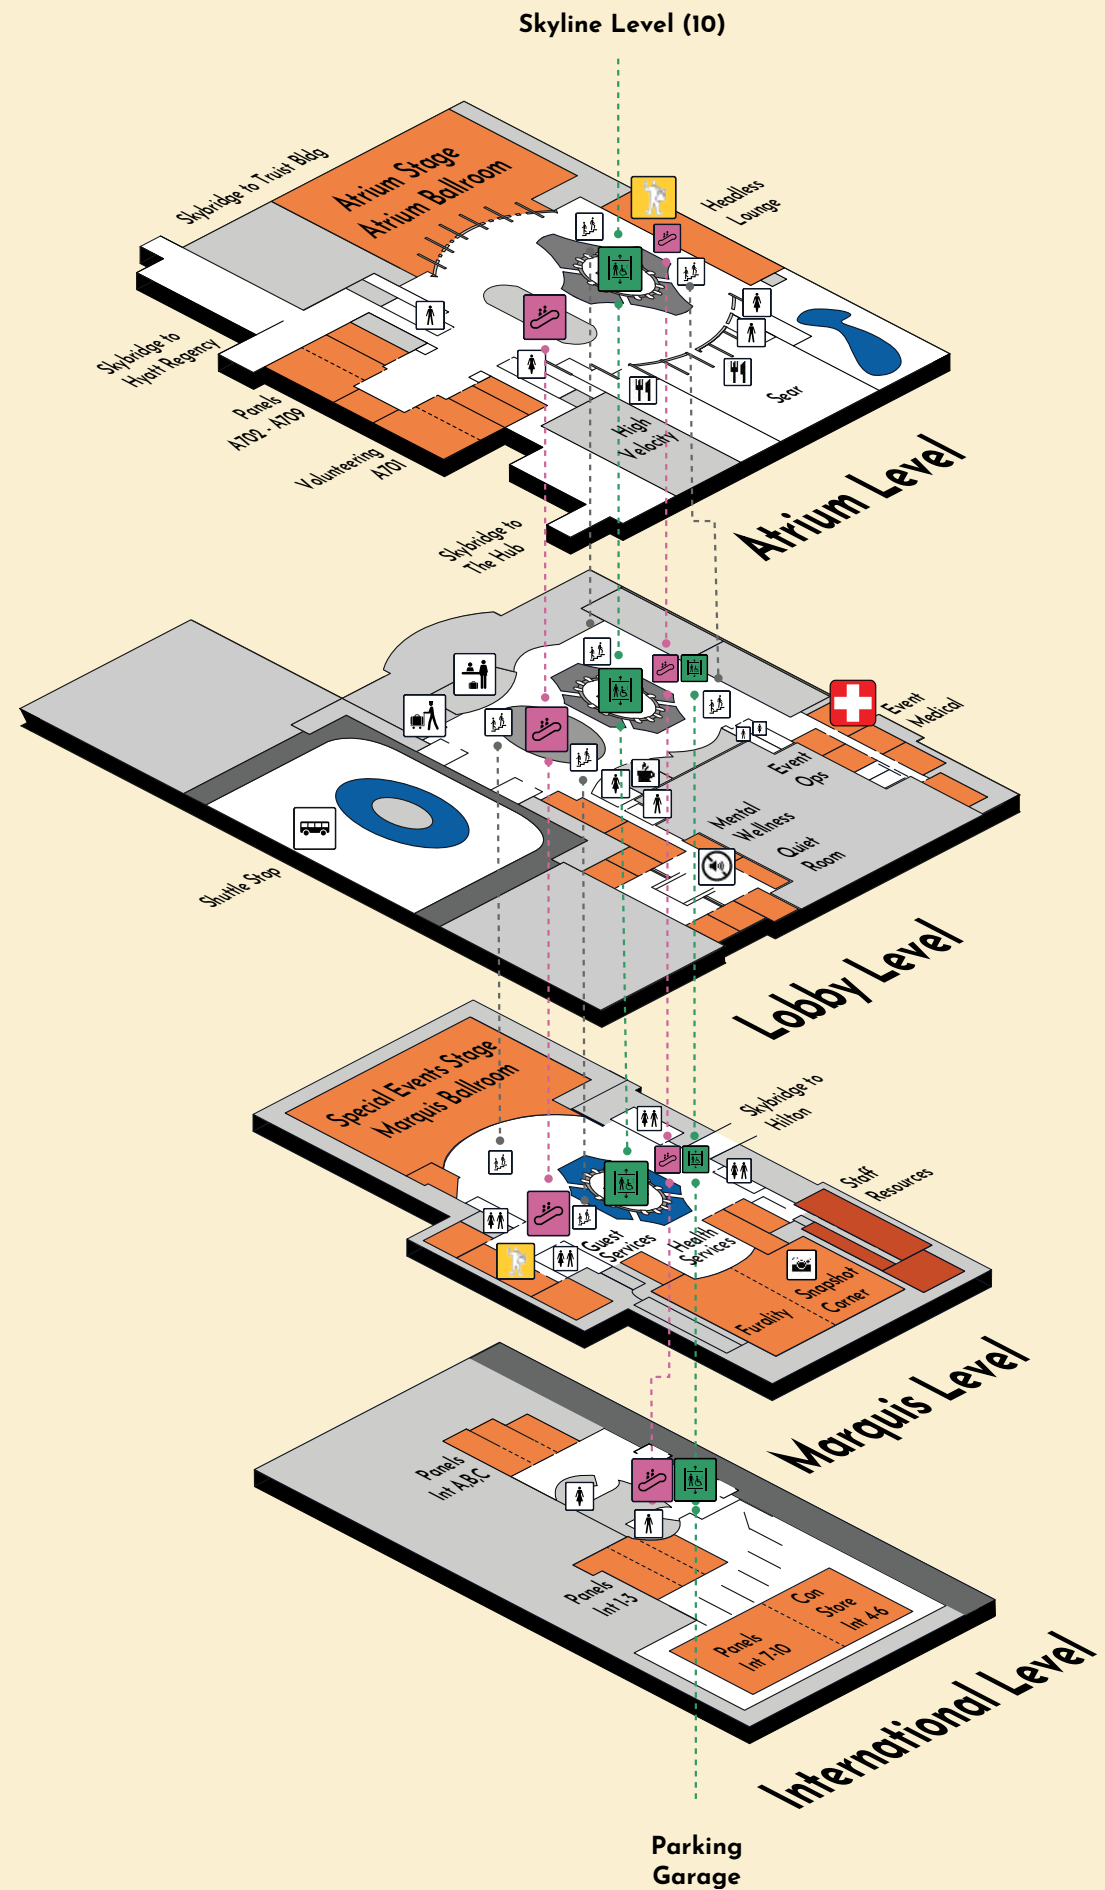 Skyline Level (10)
Skybridge to Truist Bldg
Atrium Stage
Atrium Ballroom
Headless
Lounge
Skybridge to
Hyatt Regency
Panels
A702 - A709
Volunteering
A701
High
Velocity
Sear
Atrium Level
Skybridge to
The Hub
Event
Medical
Event
Ops
Mental
Wellness
Quiet
Room
Shuttle Stop
Lobby Level
Special Events Stage
Marquis Ballroom
Skybridge to
Hilton
Staff
Resources
Guest
Services
Health
Services
Snapshot
Corner
Furality
Marquis Level
Panels
Int A,B,C
Panels
Int 1-3
Con
Store
Int 4-6
Panels
Int 7-10
International Level
Parking
Garage